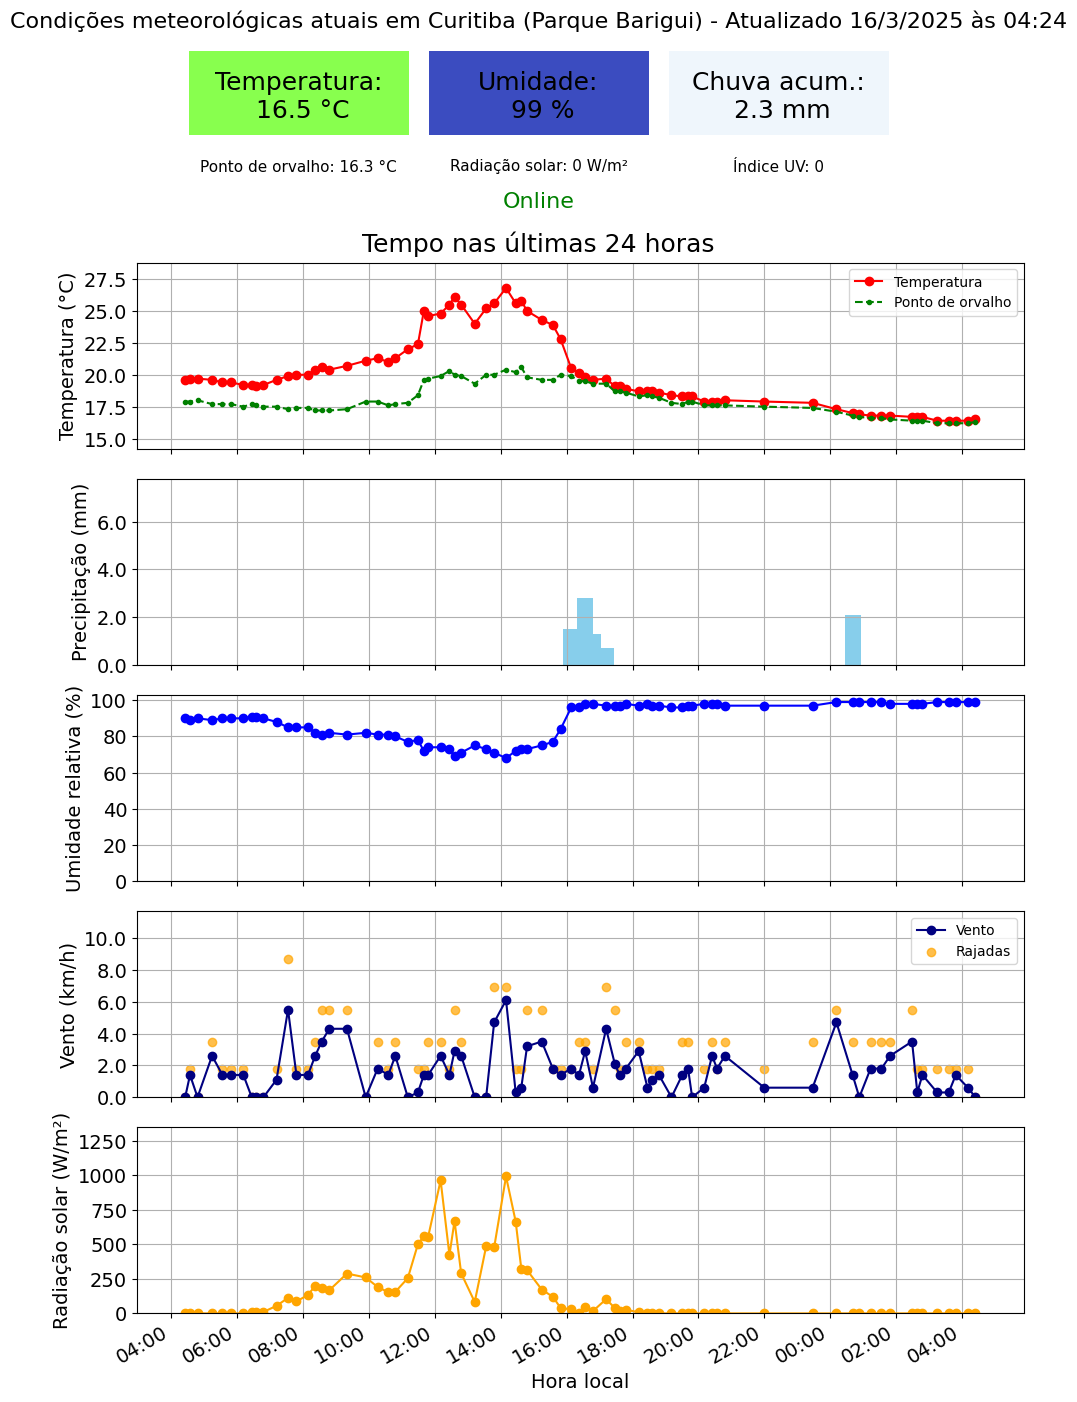 Condições meteorológicas atuais em Curitiba (Parque Barigui) - Atualizado 16/3/2025 às 04:24
Temperatura:
16.5 °C
Umidade:
99 %
Chuva acum.:
2.3 mm
Ponto de orvalho: 16.3 °C
Radiação solar: 0 W/m²
Índice UV: 0
Online
Tempo nas últimas 24 horas
Temperatura (°C)
27.5
25.0
22.5
20.0
17.5
15.0
Temperatura
Ponto de orvalho
Precipitação (mm)
6.0
4.0
2.0
0.0
Umidade relativa (%)
100
80
60
40
20
0
Vento (km/h)
10.0
8.0
6.0
4.0
2.0
0.0
Vento
Rajadas
Radiação solar (W/m²)
1250
1000
750
500
250
0
04:00
06:00
08:00
10:00
12:00
14:00
16:00
18:00
20:00
22:00
00:00
02:00
04:00
Hora local